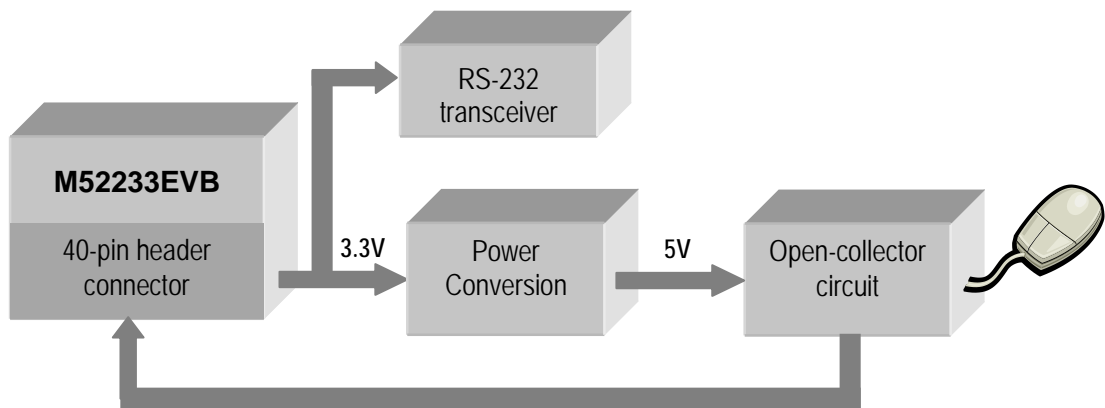 RS-232
transceiver
M52233EVB
40-pin header
connector
3.3V
Power
Conversion
5V
Open-collector
circuit